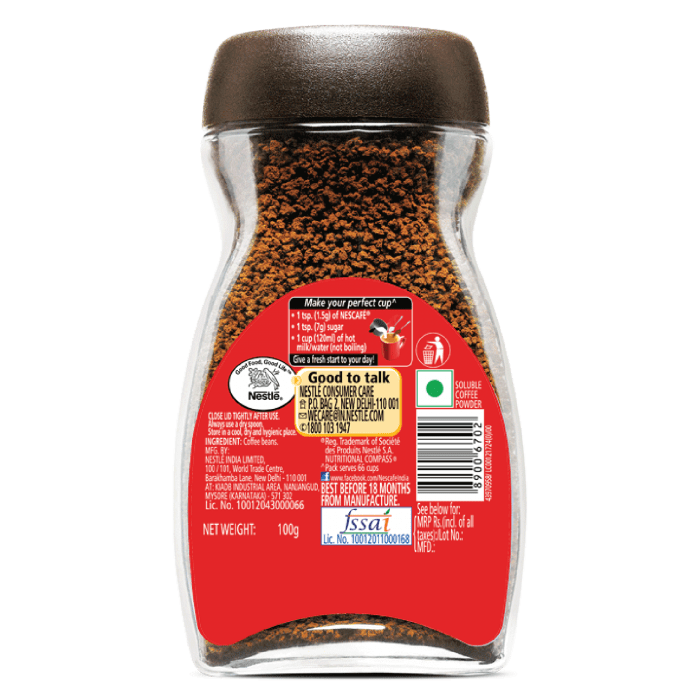 Make your perfect cup^
• 1 tsp. (1.5g) of NESCAFÉ®
• 1 tsp. (7g) sugar
• 1 cup (120ml) of hot
milk/water (not boiling)
Give a fresh start to your day!
Good Food, Good Life™
Nestlé®
Good to talk
NESTLÉ CONSUMER CARE
P.O. BAG 2, NEW DELHI-110 001
WECARE@IN.NESTLE.COM
1800 103 1947
SOLUBLE
COFFEE
POWDER
CLOSE LID TIGHTLY AFTER USE.
Always use a dry spoon.
Store in a cool, dry and hygienic place.
INGREDIENT: Coffee beans.
MFG. BY:
NESTLÉ INDIA LIMITED,
100 / 101, World Trade Centre,
Barakhamba Lane, New Delhi - 110 001
AT: KIADB INDUSTRIAL AREA, NANJANGUD,
MYSORE (KARNATAKA) - 571 302
Lic. No. 10012043000066
NET WEIGHT: 100g
®Reg. Trademark of Société
des Produits Nestlé S.A.
NUTRITIONAL COMPASS®
^Pack serves 66 cups
f www.facebook.com/NescafeIndia
BEST BEFORE 18 MONTHS
FROM MANUFACTURE.
fssai
Lic. No. 10012011000168
8900 6702
See below for:
MRP Rs.(incl. of all
taxes):/Lot No.:
MFD.: